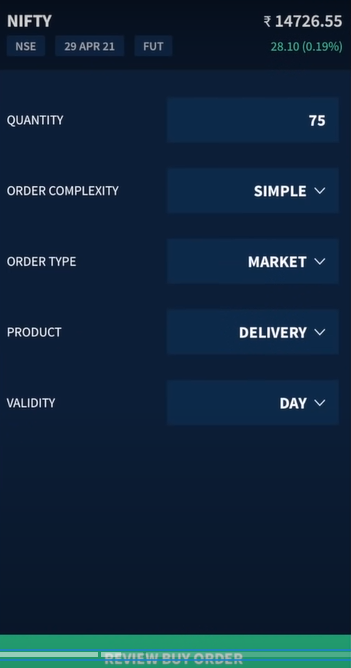 NIFTY ₹ 14726.55
NSE 29 APR 21 FUT 28.10 (0.19%)
QUANTITY 75
ORDER COMPLEXITY SIMPLE
ORDER TYPE MARKET
PRODUCT DELIVERY
VALIDITY DAY
REVIEW BUY ORDER